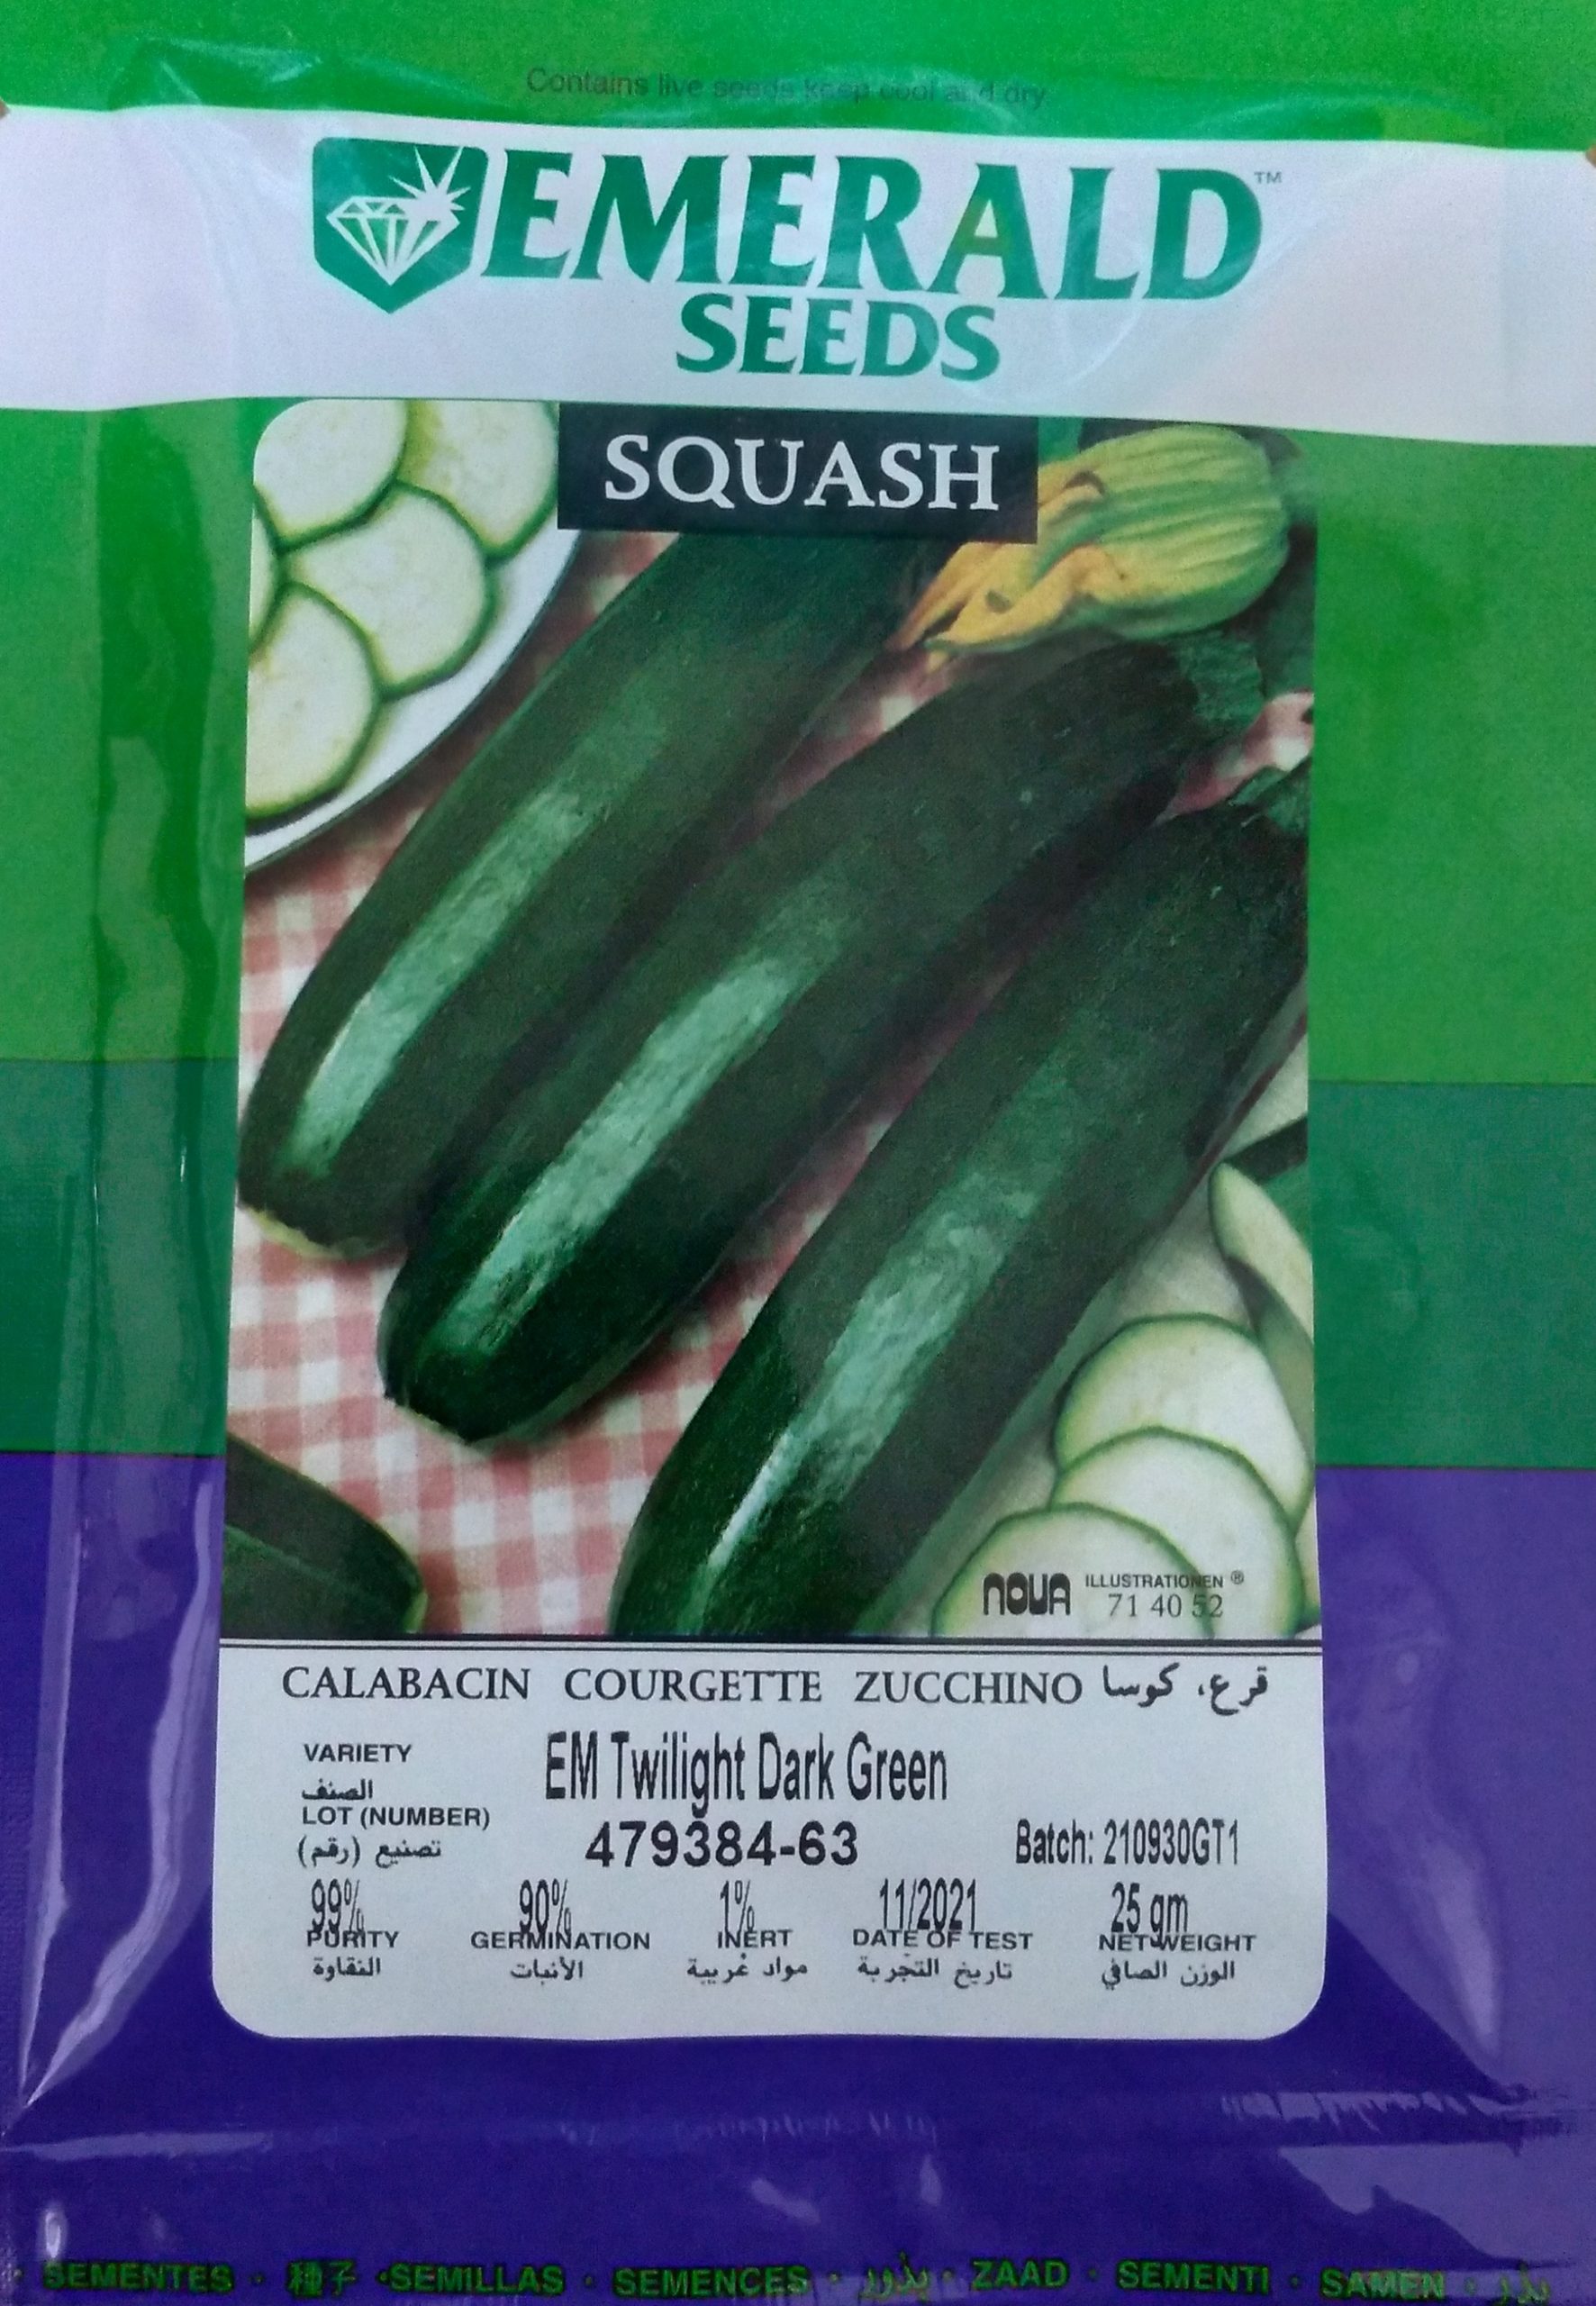 Contains live seeds keep cool and dry
EMERALD™
SEEDS
SQUASH
NOUA ILLUSTRATIONEN ®
71 40 52
CALABACIN COURGETTE ZUCCHINO قرع، كوسا
VARIETY EM Twilight Dark Green
الصنف
LOT (NUMBER) 479384-63 Batch: 210930GT1
تصنيع (رقم)
99% 90% 1% 11/2021 25 gm
PURITY GERMINATION INERT DATE OF TEST NET WEIGHT
النقاوة الأنبات مواد غريبة تاريخ التجربة الوزن الصافي
SEMENTES · 種子 · SEMILLAS · SEMENCES · بذور · ZAAD · SEMENTI · SAMEN · بذر